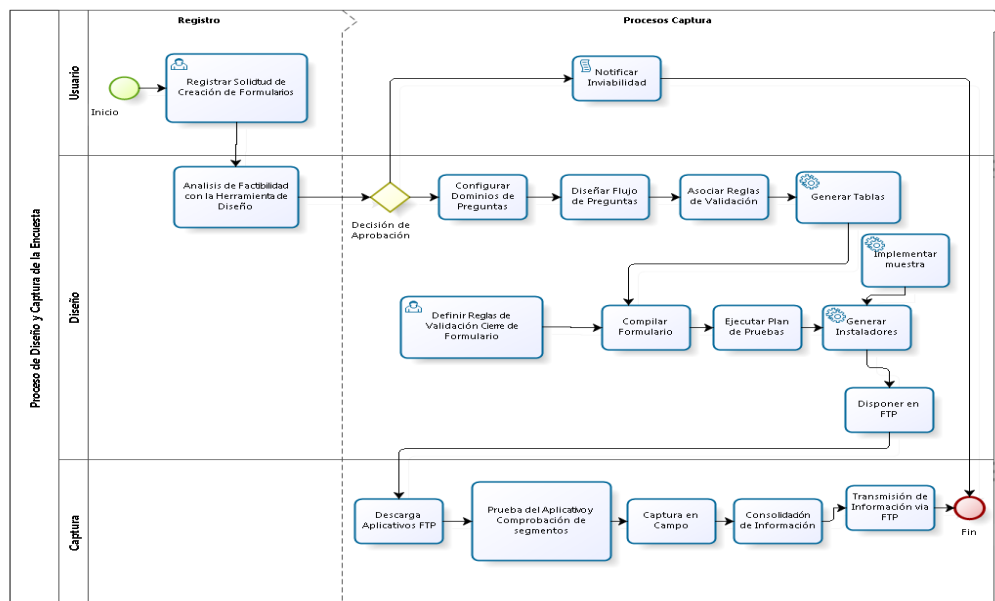 Registro
Procesos Captura
Proceso de Diseño y Captura de la Encuesta
Usuario
Inicio
Registrar Solicitud de
Creación de Formularios
Notificar
Inviabilidad
Diseño
Analisis de Factibilidad
con la Herramienta de
Diseño
Decisión de
Aprobación
Configurar
Dominios de
Preguntas
Diseñar Flujo
de Preguntas
Asociar Reglas
de Validación
Generar Tablas
Implementar
muestra
Definir Reglas de
Validación Cierre de
Formulario
Compilar
Formulario
Ejecutar Plan
de Pruebas
Generar
Instaladores
Disponer en
FTP
Captura
Descarga
Aplicativos FTP
Prueba del Aplicativo y
Comprobación de
segmentos
Captura en
Campo
Consolidación
de Información
Transmisión de
Información via
FTP
Fin